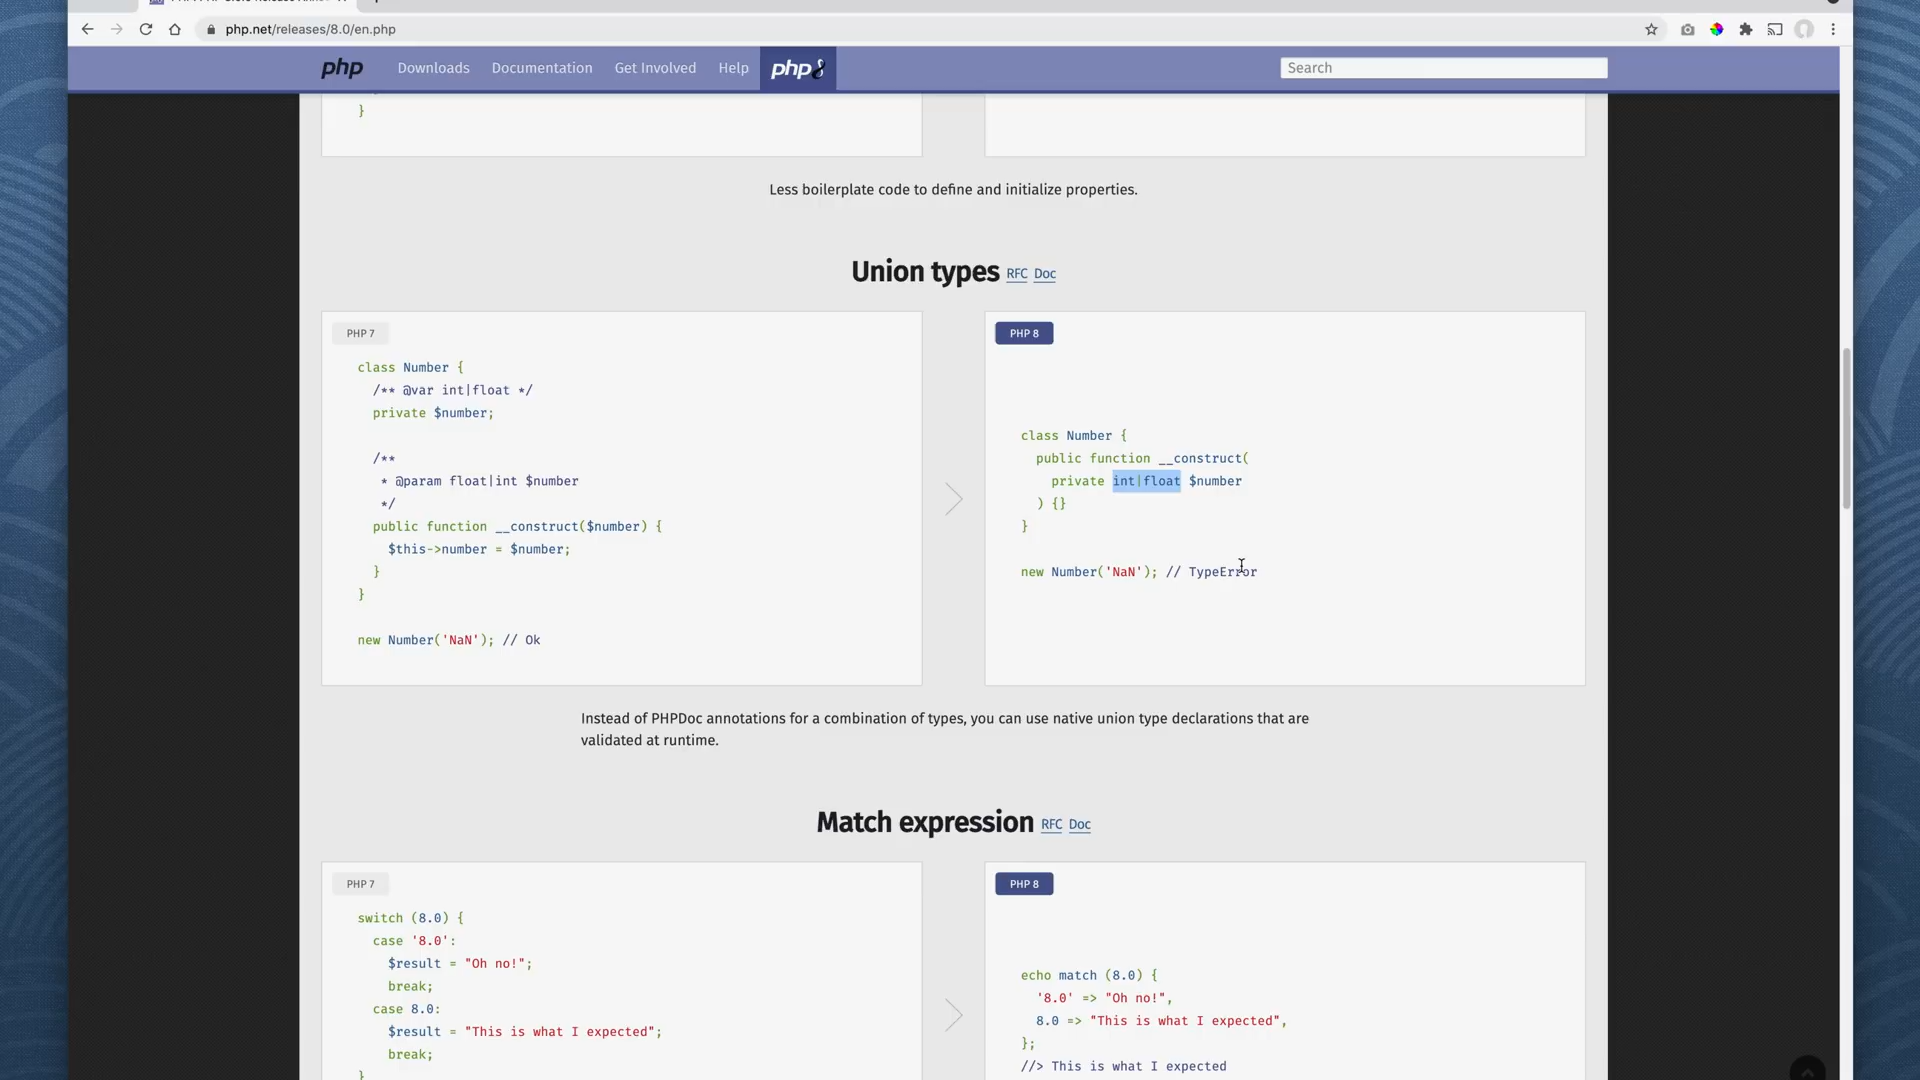 php.net/releases/8.0/en.php
php Downloads Documentation Get Involved Help php8 Search
}
Less boilerplate code to define and initialize properties.
Union types RFC Doc
PHP 7
class Number {
/** @var int|float */
private $number;
/**
* @param float|int $number
*/
public function __construct($number) {
$this->number = $number;
}
}
new Number('NaN'); // Ok
PHP 8
class Number {
public function __construct(
private int|float $number
) {}
}
new Number('NaN'); // TypeError
Instead of PHPDoc annotations for a combination of types, you can use native union type declarations that are
validated at runtime.
Match expression RFC Doc
PHP 7
switch (8.0) {
case '8.0':
$result = "Oh no!";
break;
case 8.0:
$result = "This is what I expected";
break;
}
PHP 8
echo match (8.0) {
'8.0' => "Oh no!",
8.0 => "This is what I expected",
};
//> This is what I expected